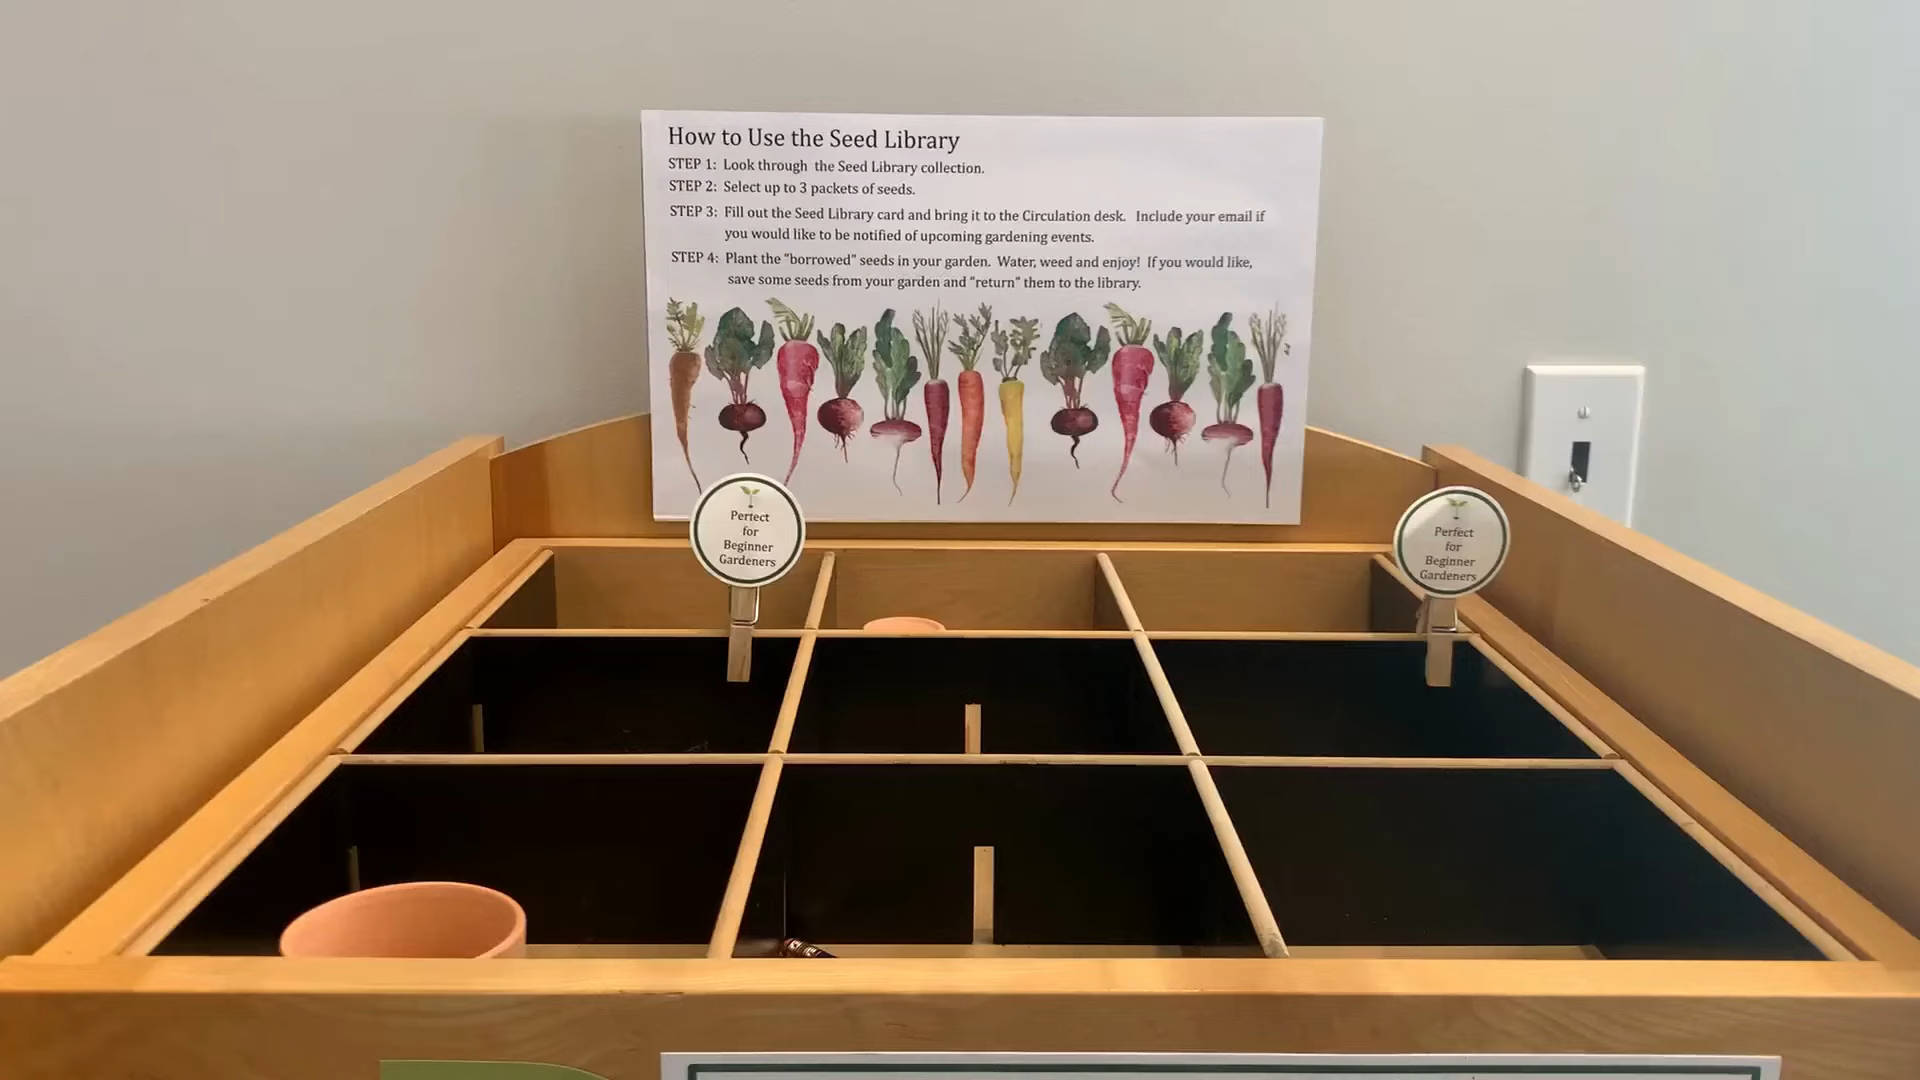 How to Use the Seed Library
STEP 1: Look through the Seed Library collection.
STEP 2: Select up to 3 packets of seeds.
STEP 3: Fill out the Seed Library card and bring it to the Circulation desk. Include your email if
you would like to be notified of upcoming gardening events.
STEP 4: Plant the "borrowed" seeds in your garden. Water, weed and enjoy! If you would like,
save some seeds from your garden and "return" them to the library.
Perfect
for
Beginner
Gardeners
Perfect
for
Beginner
Gardeners